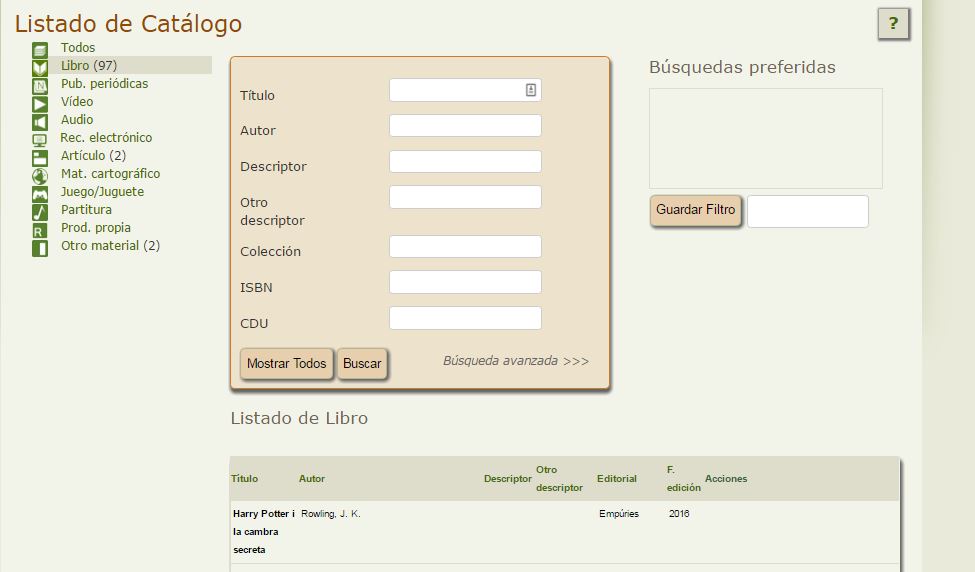 Listado de Catálogo
?
Todos
Libro (97)
Pub. periódicas
Vídeo
Audio
Rec. electrónico
Artículo (2)
Mat. cartográfico
Juego/Juguete
Partitura
Prod. propia
Otro material (2)
Título
Autor
Descriptor
Otro
descriptor
Colección
ISBN
CDU
Mostrar Todos Buscar Búsqueda avanzada >>>
Búsquedas preferidas
Guardar Filtro
Listado de Libro
Título Autor Descriptor Otro descriptor Editorial F. edición Acciones
Harry Potter i Rowling, J. K. Empúries 2016
la cambra
secreta